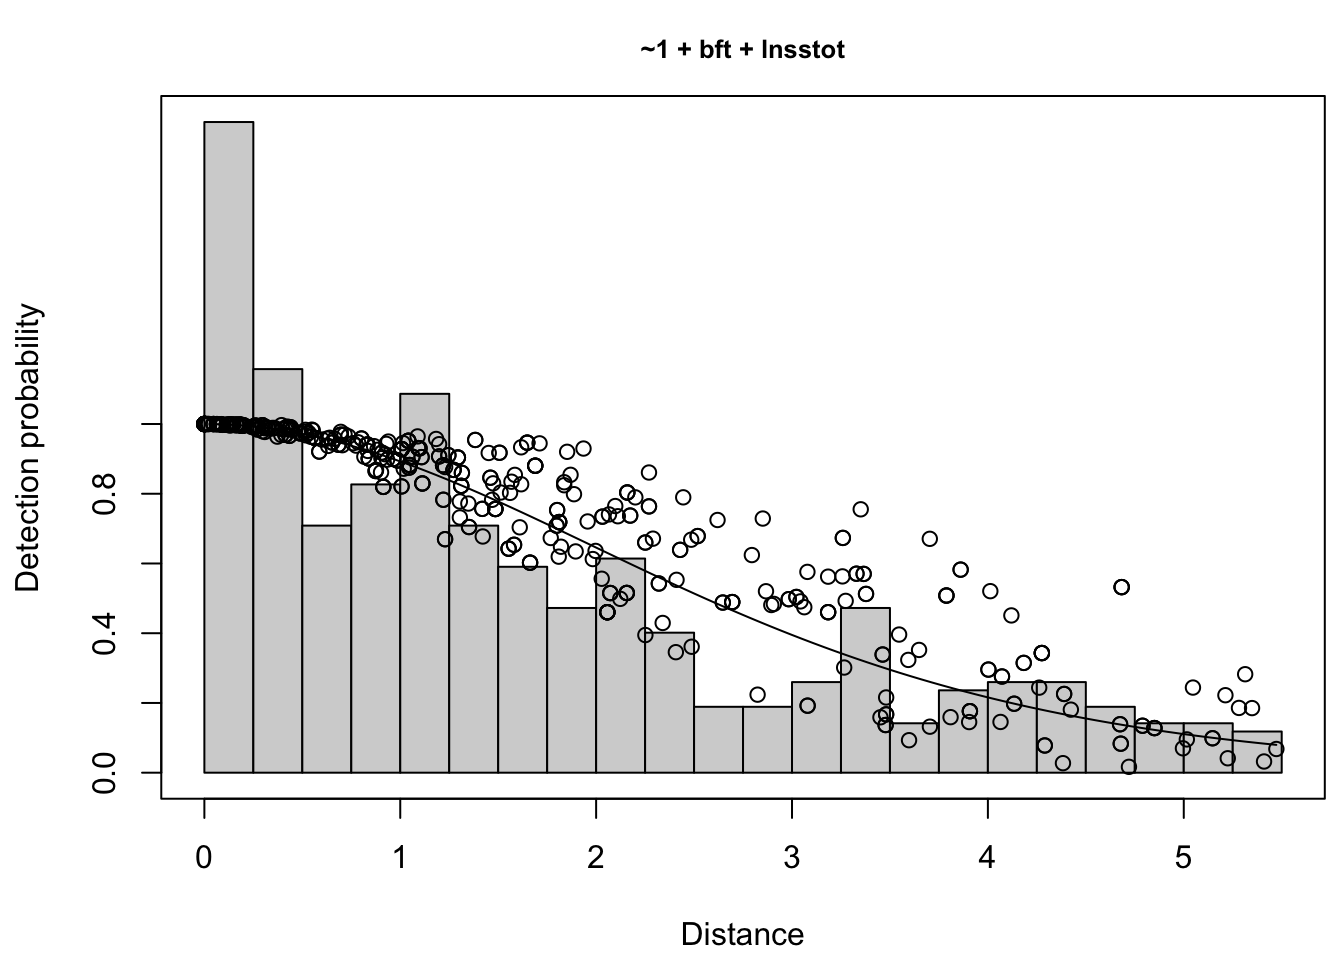 ~1 + bft + lnsstot
Detection probability
0.8
0.4
0.0
0 1 2 3 4 5
Distance